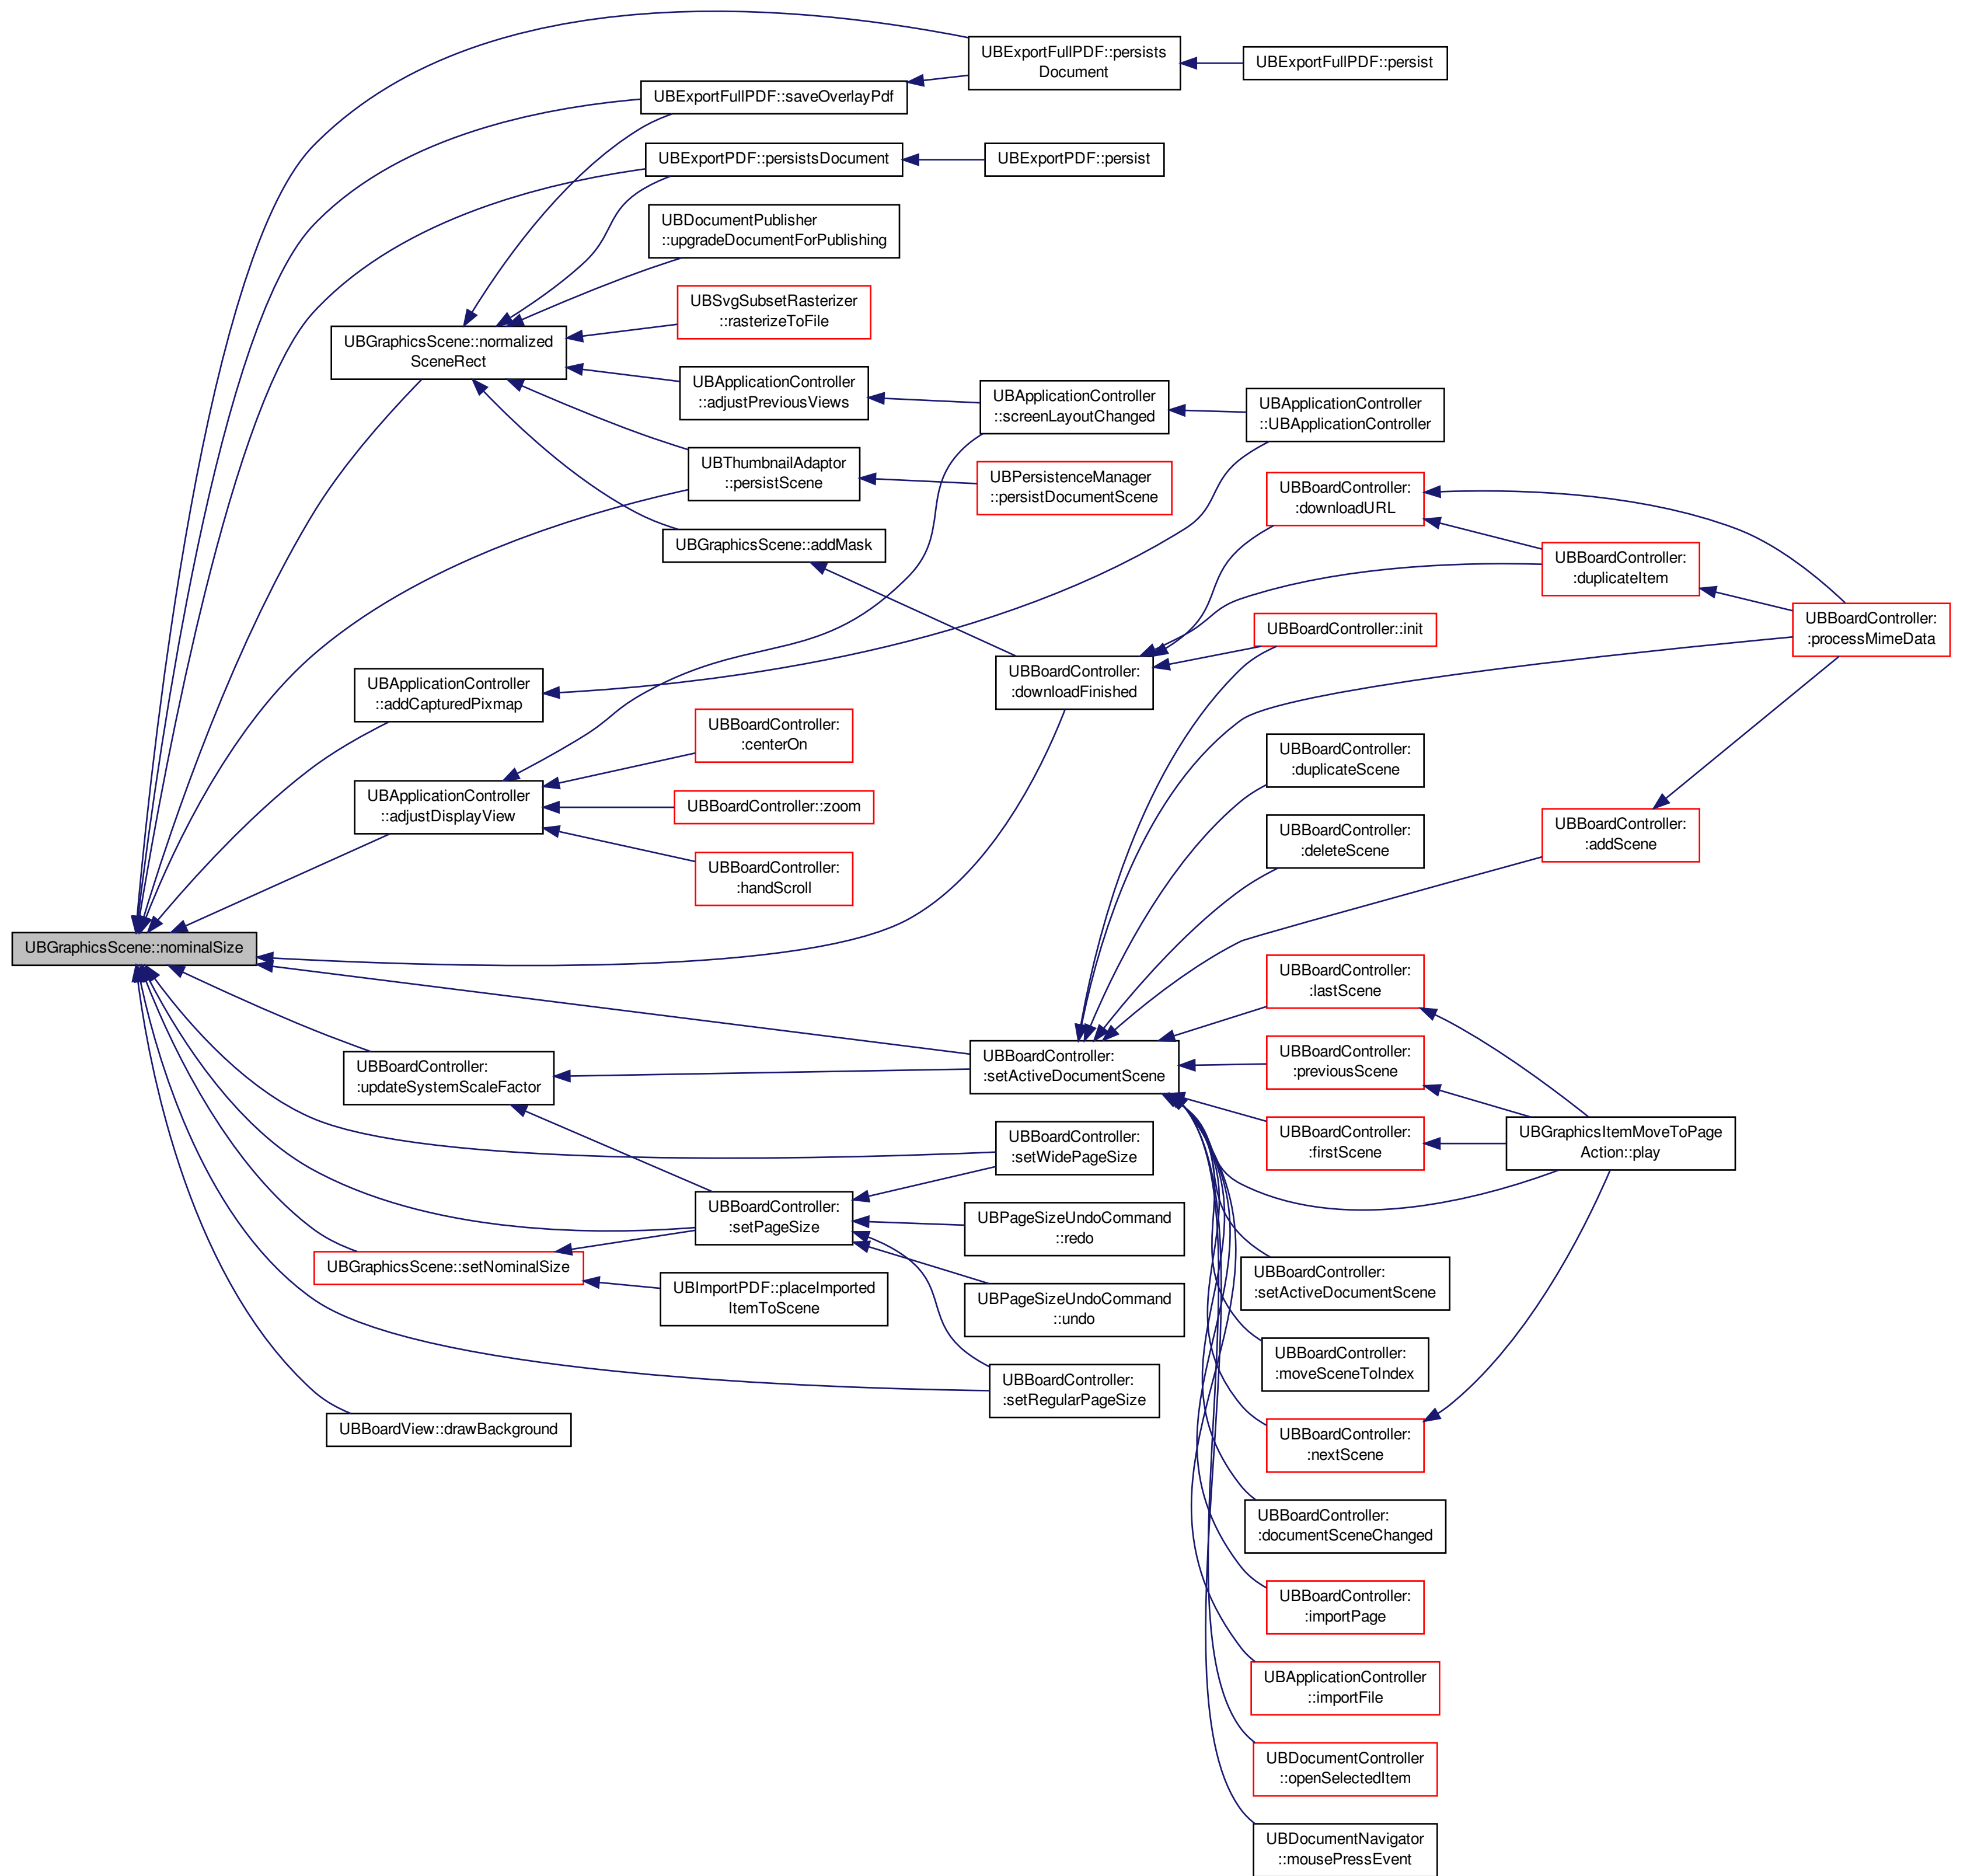 UBExportFullPDF::persists
Document
UBExportFullPDF::persist
UBExportFullPDF::saveOverlayPdf
UBExportPDF::persistsDocument
UBExportPDF::persist
UBDocumentPublisher
::upgradeDocumentForPublishing
UBSvgSubsetRasterizer
::rasterizeToFile
UBGraphicsScene::normalized
SceneRect
UBApplicationController
::adjustPreviousViews
UBApplicationController
::screenLayoutChanged
UBApplicationController
::UBApplicationController
UBThumbnailAdaptor
::persistScene
UBPersistenceManager
::persistDocumentScene
UBBoardController:
:downloadURL
UBGraphicsScene::addMask
UBBoardController:
:duplicateItem
UBBoardController::init
UBBoardController:
:processMimeData
UBApplicationController
::addCapturedPixmap
UBBoardController:
:downloadFinished
UBBoardController:
:centerOn
UBBoardController:
:duplicateScene
UBApplicationController
::adjustDisplayView
UBBoardController::zoom
UBBoardController:
:deleteScene
UBBoardController:
:addScene
UBBoardController:
:handScroll
UBGraphicsScene::nominalSize
UBBoardController:
:lastScene
UBBoardController:
:updateSystemScaleFactor
UBBoardController:
:setActiveDocumentScene
UBBoardController:
:previousScene
UBBoardController:
:setWidePageSize
UBBoardController:
:firstScene
UBGraphicsItemMoveToPage
Action::play
UBBoardController:
:setPageSize
UBPageSizeUndoCommand
::redo
UBGraphicsScene::setNominalSize
UBImportPDF::placeImported
ItemToScene
UBPageSizeUndoCommand
::undo
UBBoardController:
:setActiveDocumentScene
UBBoardController:
:setRegularPageSize
UBBoardController:
:moveSceneToIndex
UBBoardView::drawBackground
UBBoardController:
:nextScene
UBBoardController:
:documentSceneChanged
UBBoardController:
:importPage
UBApplicationController
::importFile
UBDocumentController
::openSelectedItem
UBDocumentNavigator
::mousePressEvent